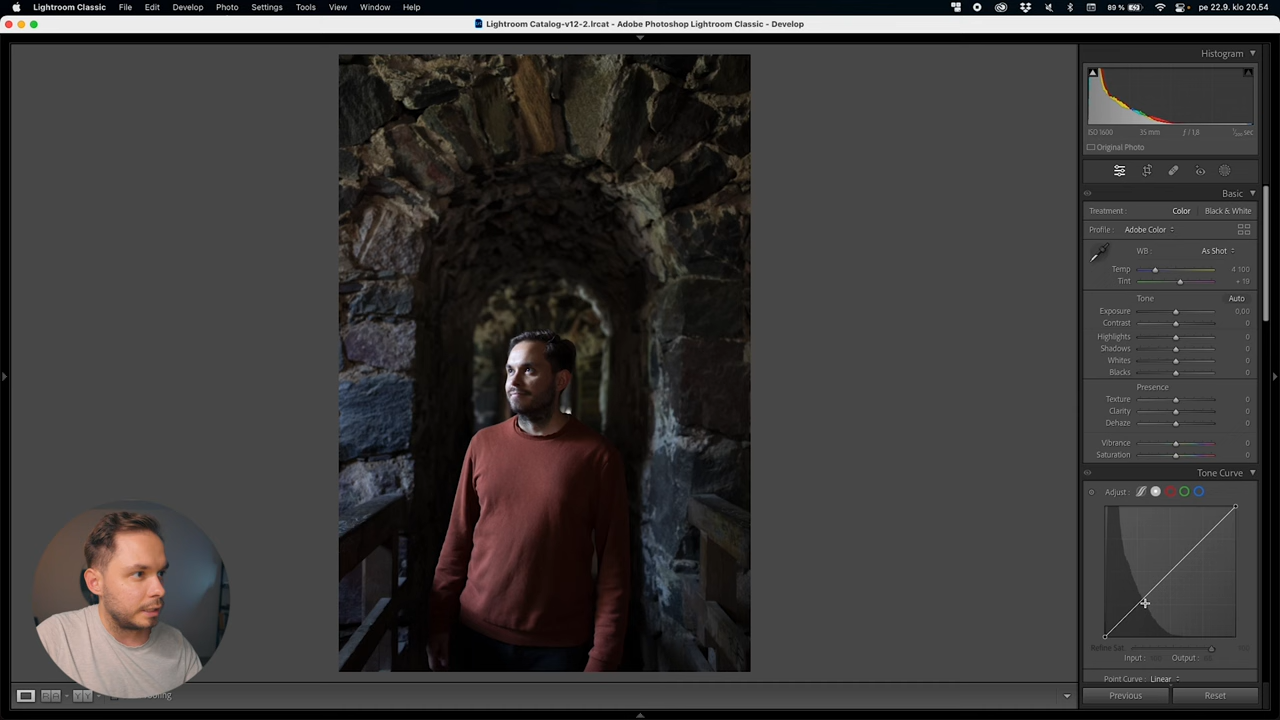 Lightroom Classic File Edit Develop Photo Settings Tools View Window Help 89 % pe 22.9. klo 20.54
Lightroom Catalog-v12-2.lrcat - Adobe Photoshop Lightroom Classic - Develop
Histogram
ISO 1600 35 mm ƒ / 1,8 sec
Original Photo
Basic
Treatment : Color Black & White
Profile : Adobe Color
WB : As Shot
Temp 4 100
Tint + 19
Tone Auto
Exposure 0,00
Contrast 0
Highlights 0
Shadows 0
Whites 0
Blacks 0
Presence
Texture 0
Clarity 0
Dehaze 0
Vibrance 0
Saturation 0
Tone Curve
Adjust :
Refine Sat.
Input : Output :
Point Curve : Linear
Previous Reset